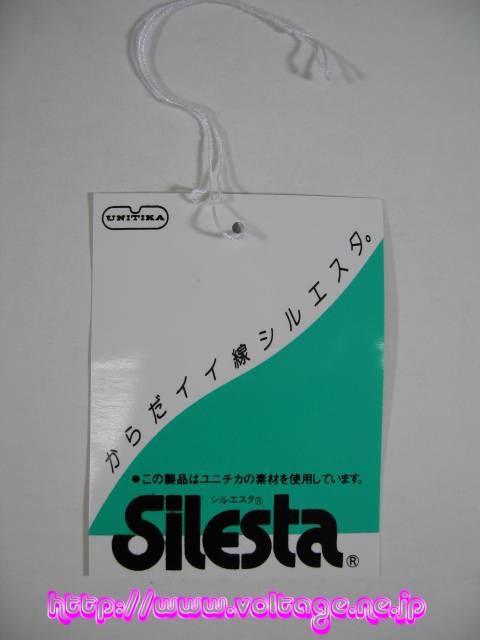 UNITIKA
からだイイ線シルエスタ。
●この製品はユニチカの素材を使用しています。
シルエスタ®
Silesta®
http://www.voltage.ne.jp